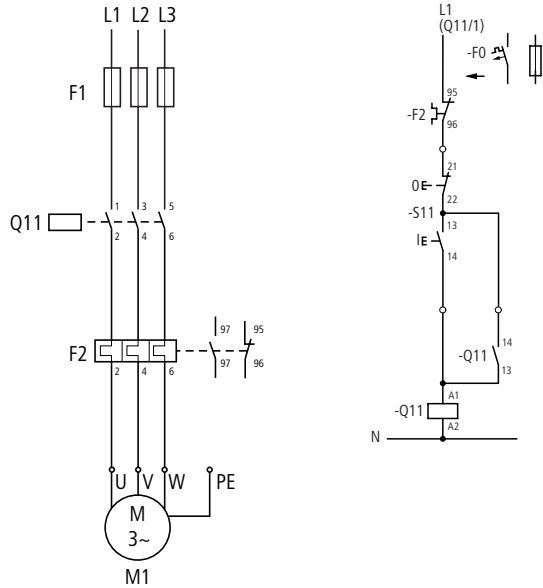 L1 L2 L3
F1
Q11
1 3 5
2 4 6
97 95
F2
97 96
2 4 6
U V W PE
M
3~
M1
L1
(Q11/1)
-F0
95
-F2
96
21
0E
22
-S11
13
IE
14
14
-Q11
13
A1
-Q11
A2
N